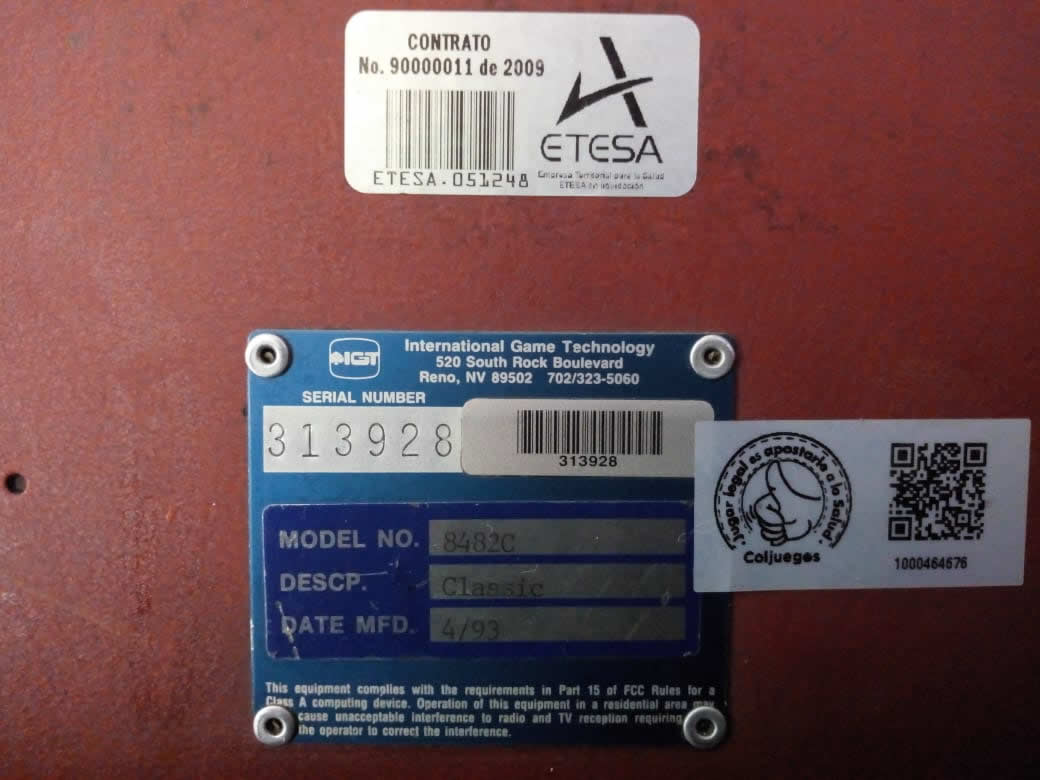 CONTRATO
No. 90000011 de 2009
ETESA.051248
ETESA
Empresa Territorial para la Salud
ETESA en liquidación
IGT
International Game Technology
520 South Rock Boulevard
Reno, NV 89502 702/323-5060
SERIAL NUMBER
313928
313928
MODEL NO. 8482C
DESCP. Classic
DATE MFD. 4/93
This equipment complies with the requirements in Part 15 of FCC Rules for a
Class A computing device. Operation of this equipment in a residential area may
cause unacceptable interference to radio and TV reception requiring
the operator to correct the interference.
Jugar legal es apostarle a la Salud
Coljuegos
1000464676